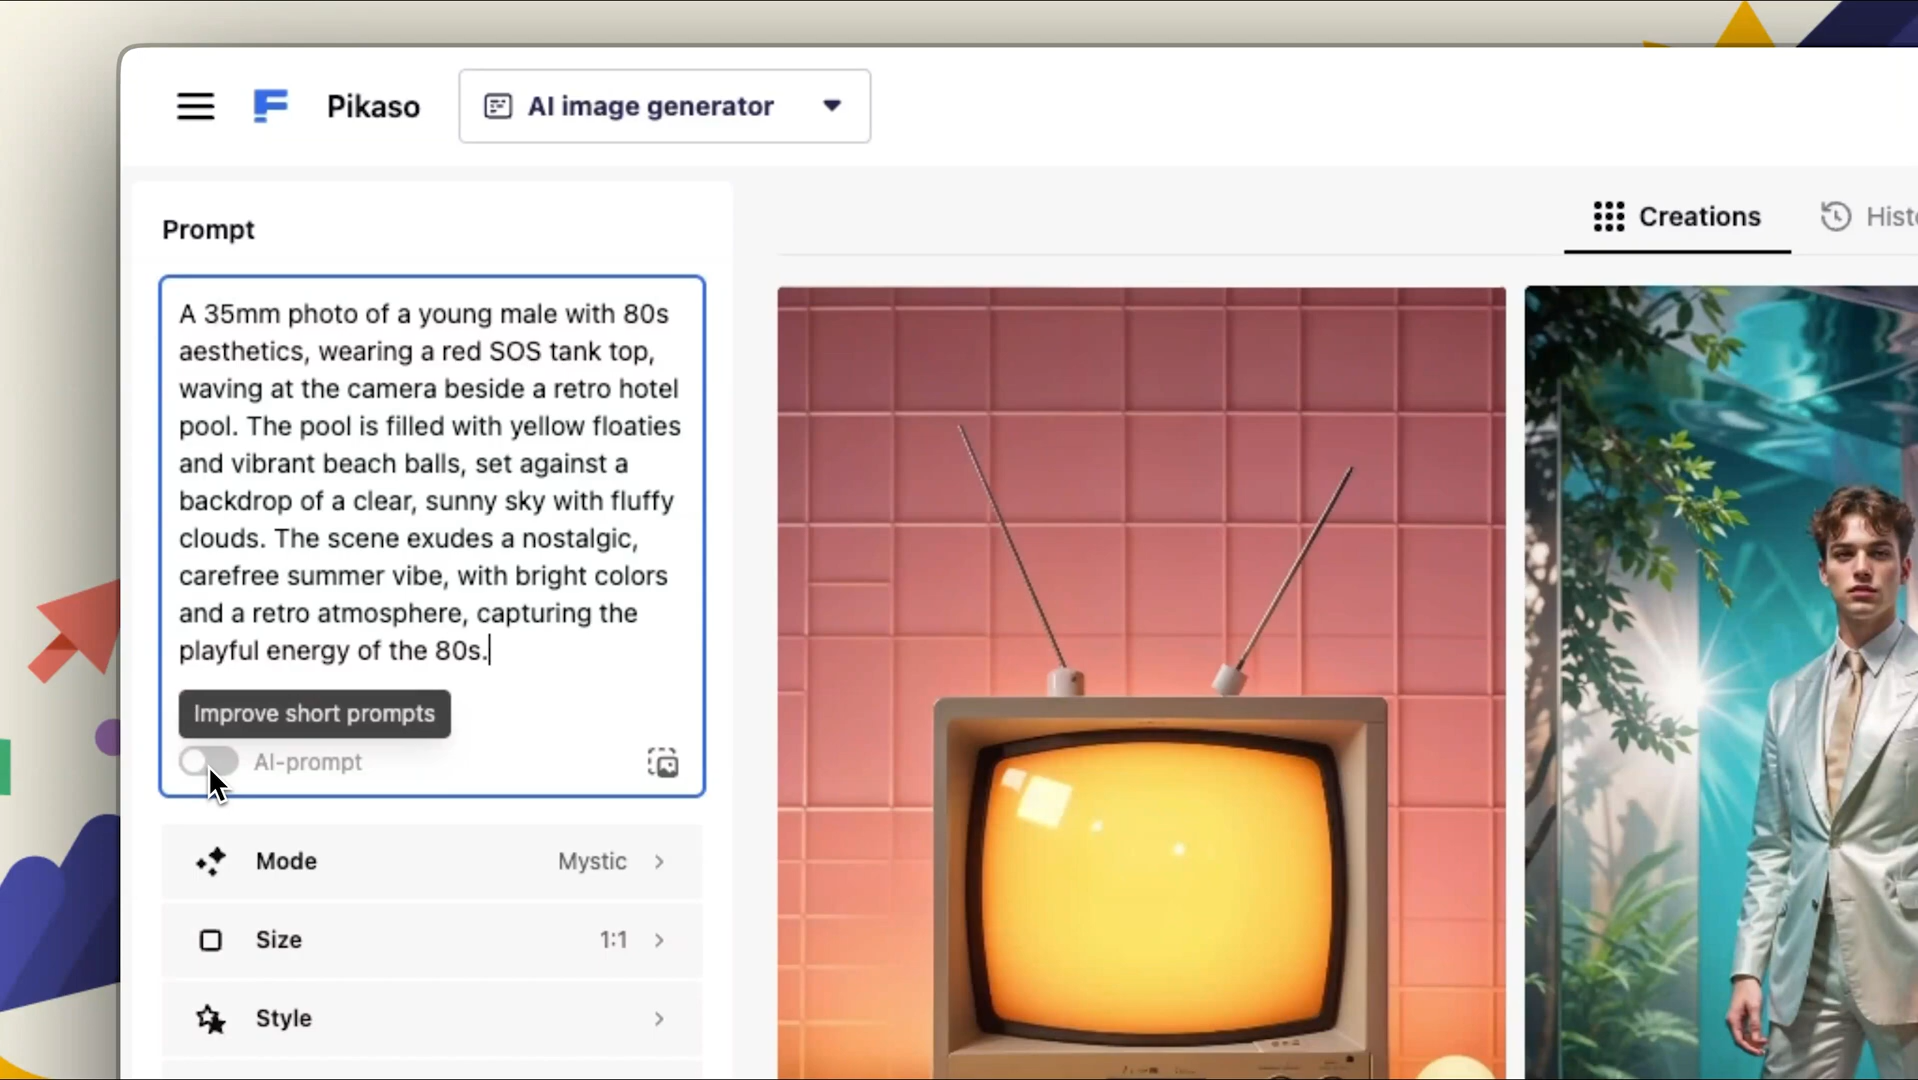 Pikaso
AI image generator
Creations
Histo
Prompt
A 35mm photo of a young male with 80s
aesthetics, wearing a red SOS tank top,
waving at the camera beside a retro hotel
pool. The pool is filled with yellow floaties
and vibrant beach balls, set against a
backdrop of a clear, sunny sky with fluffy
clouds. The scene exudes a nostalgic,
carefree summer vibe, with bright colors
and a retro atmosphere, capturing the
playful energy of the 80s.
Improve short prompts
AI-prompt
Mode
Mystic
Size
1:1
Style